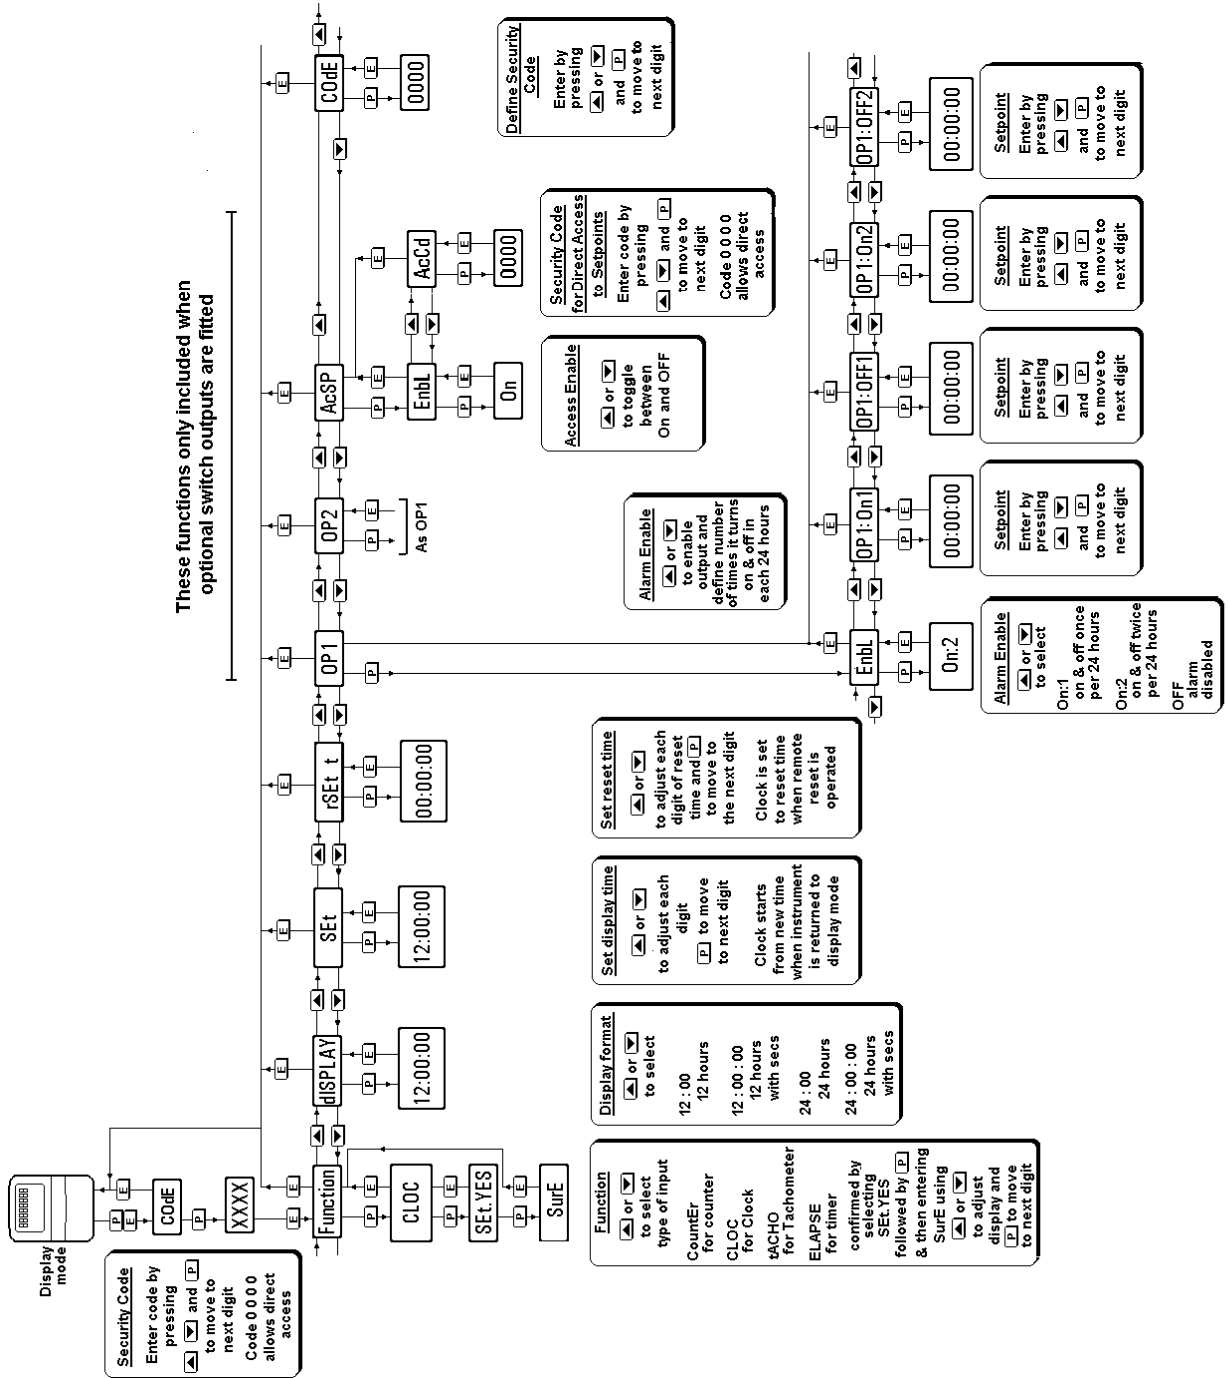 Display
mode
P
E
E
COdE
P
XXXX
E
Security Code
Enter code by
pressing
▲ ▼ and P
to move to
next digit
Code 0 0 0 0
allows direct
access
These functions only included when
optional switch outputs are fitted
E
Function
P
E
CLOC
P
E
SEt.YES
P
E
SurE
▲
▼
E
dISPLAY
P
E
12:00:00
▲
▼
E
SEt
P
E
12:00:00
▲
▼
E
rSEt t
P
E
00:00:00
▲
▼
E
OP1
P
▲
▼
E
OP2
P
E
As OP1
▲
▼
E
AcSP
P
E
EnbL
P
E
On
▲
▼
E
AcCd
P
E
0000
▲
▼
E
COdE
P
E
0000
▲
Function
▲ or ▼
to select
type of input
CountEr
for counter
CLOC
for Clock
tACHO
for Tachometer
ELAPSE
for timer
confirmed by
selecting
SEt.YES
followed by P
& then entering
SurE using
▲ or ▼
to adjust
display and
P to move
to next digit
Display format
▲ or ▼
to select
12 : 00
12 hours
12 : 00 : 00
12 hours
with secs
24 : 00
24 hours
24 : 00 : 00
24 hours
with secs
Set display time
▲ or ▼
to adjust each
digit
P to move
to next digit
Clock starts
from new time
when instrument
is returned to
display mode
Set reset time
▲ or ▼
to adjust each
digit of reset
time and P
to move to
the next digit
Clock is set
to reset time
when remote
reset is
operated
Alarm Enable
▲ or ▼
to enable
output and
define number
of times it turns
on & off in
each 24 hours
Access Enable
▲ or ▼
to toggle
between
On and OFF
Security Code
for Direct Access
to Setpoints
Enter code by
pressing
▲ ▼ and P
to move to
next digit
Code 0 0 0 0
allows direct
access
Define Security
Code
Enter by
pressing
▲ or ▼
and P
to move to
next digit
▼
E
EnbL
P
E
On:2
▲
▼
E
OP1:On1
P
E
00:00:00
▲
▼
E
OP1:OFF1
P
E
00:00:00
▲
▼
E
OP1:On2
P
E
00:00:00
▲
▼
E
OP1:OFF2
P
E
00:00:00
▲
Alarm Enable
▲ or ▼
to select
On:1
on & off once
per 24 hours
On:2
on & off twice
per 24 hours
OFF
alarm
disabled
Setpoint
Enter by
pressing
▲ ▼
and P
to move to
next digit
Setpoint
Enter by
pressing
▲ ▼
and P
to move to
next digit
Setpoint
Enter by
pressing
▲ ▼
and P
to move to
next digit
Setpoint
Enter by
pressing
▲ ▼
and P
to move to
next digit